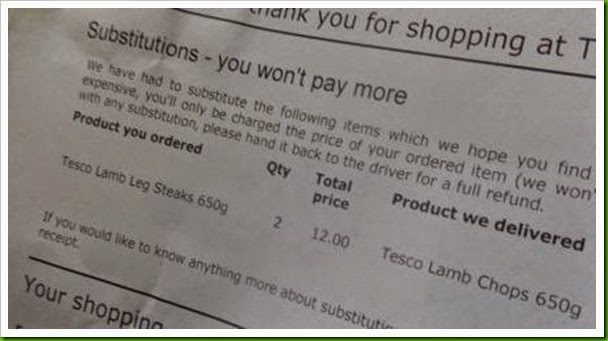 thank you for shopping at T
Substitutions - you won't pay more
We have had to substitute the following items which we hope you find
expensive, you'll only be charged the price of your ordered item (we won'
with any substitution, please hand it back to the driver for a full refund.
Product you ordered Qty Total price Product we delivered
Tesco Lamb Leg Steaks 650g 2 12.00 Tesco Lamb Chops 650g
If you would like to know anything more about substitutio
receipt.
Your shopping